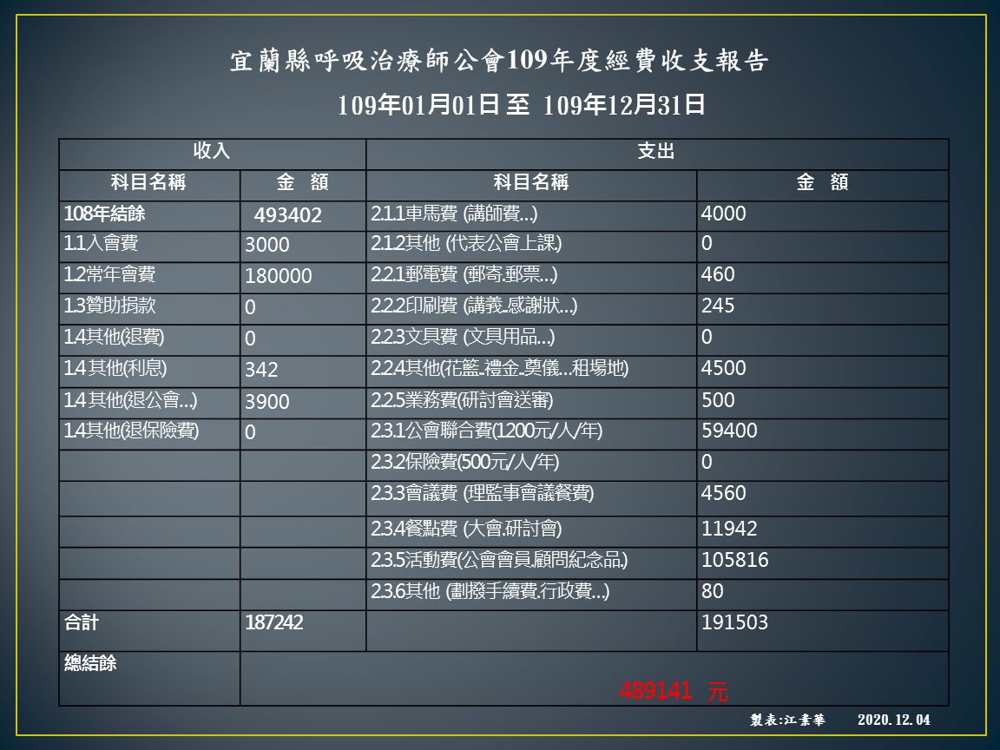 宜蘭縣呼吸治療師公會109年度經費收支報告
109年01月01日 至 109年12月31日
收入 支出
科目名稱 金 額 科目名稱 金 額
108年結餘 493402 2.1.1車馬費 (講師費…) 4000
1.1入會費 3000 2.1.2其他 (代表公會上課.) 0
1.2常年會費 180000 2.2.1郵電費 (郵寄.郵票…) 460
1.3贊助捐款 0 2.2.2印刷費 (講義..感謝狀…) 245
1.4其他(退費) 0 2.2.3文具費 (文具用品…) 0
1.4 其他(利息) 342 2.2.4其他(花籃..禮金..奠儀…租場地) 4500
1.4 其他(退公會…) 3900 2.2.5業務費(研討會送審) 500
1.4其他(退保險費) 0 2.3.1公會聯合費(1200元/人/年) 59400
2.3.2保險費(500元/人/年) 0
2.3.3會議費 (理監事會議餐費) 4560
2.3.4餐點費 (大會.研討會) 11942
2.3.5活動費(公會會員.顧問紀念品.) 105816
2.3.6其他 (劃撥手續費.行政費…) 80
合計 187242 191503
總結餘
489141 元
製表:江素華 2020.12.04